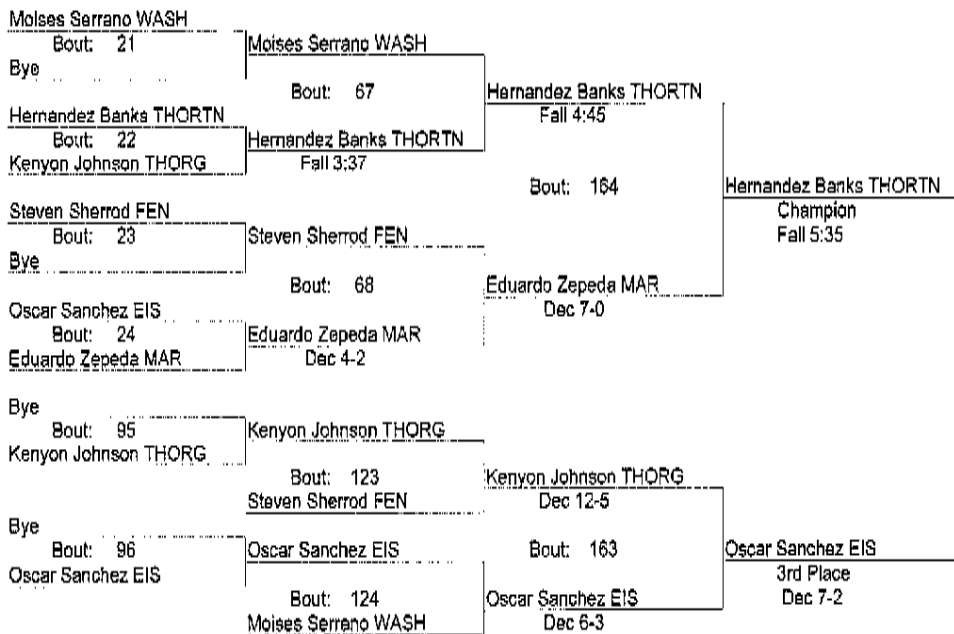 Moises Serrano WASH
Bout: 21
Bye
Moises Serrano WASH
Bout: 67
Hernandez Banks THORTN
Bout: 22
Kenyon Johnson THORG
Hernandez Banks THORTN
Fall 3:37
Hernandez Banks THORTN
Fall 4:45
Steven Sherrod FEN
Bout: 23
Bye
Steven Sherrod FEN
Bout: 68
Oscar Sanchez EIS
Bout: 24
Eduardo Zepeda MAR
Eduardo Zepeda MAR
Dec 4-2
Eduardo Zepeda MAR
Dec 7-0
Bout: 164
Hernandez Banks THORTN
Champion
Fall 5:35
Bye
Bout: 95
Kenyon Johnson THORG
Kenyon Johnson THORG
Bout: 123
Steven Sherrod FEN
Kenyon Johnson THORG
Dec 12-5
Bye
Bout: 96
Oscar Sanchez EIS
Oscar Sanchez EIS
Bout: 124
Moises Serrano WASH
Oscar Sanchez EIS
Dec 6-3
Bout: 163
Oscar Sanchez EIS
3rd Place
Dec 7-2